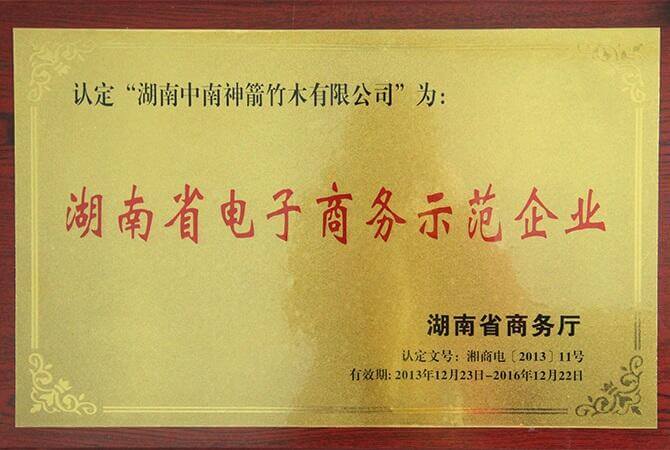 认定“湖南中南神箭竹木有限公司”为：
湖南省电子商务示范企业
湖南省商务厅
认定文号：湘商电〔2013〕11号
有效期：2013年12月23日-2016年12月22日